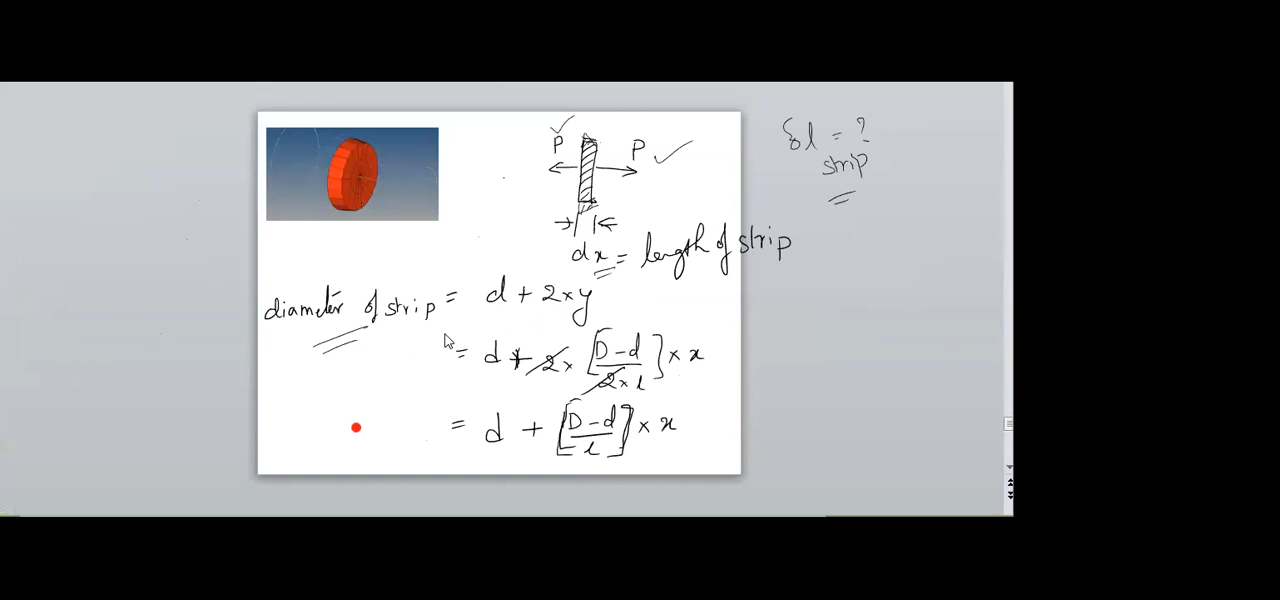 P P
δl = ?
strip
dx = length of strip
diameter of strip = d + 2 × y
= d + 2 × [D - d / 2 × l] × x
= d + [D - d / l] × x